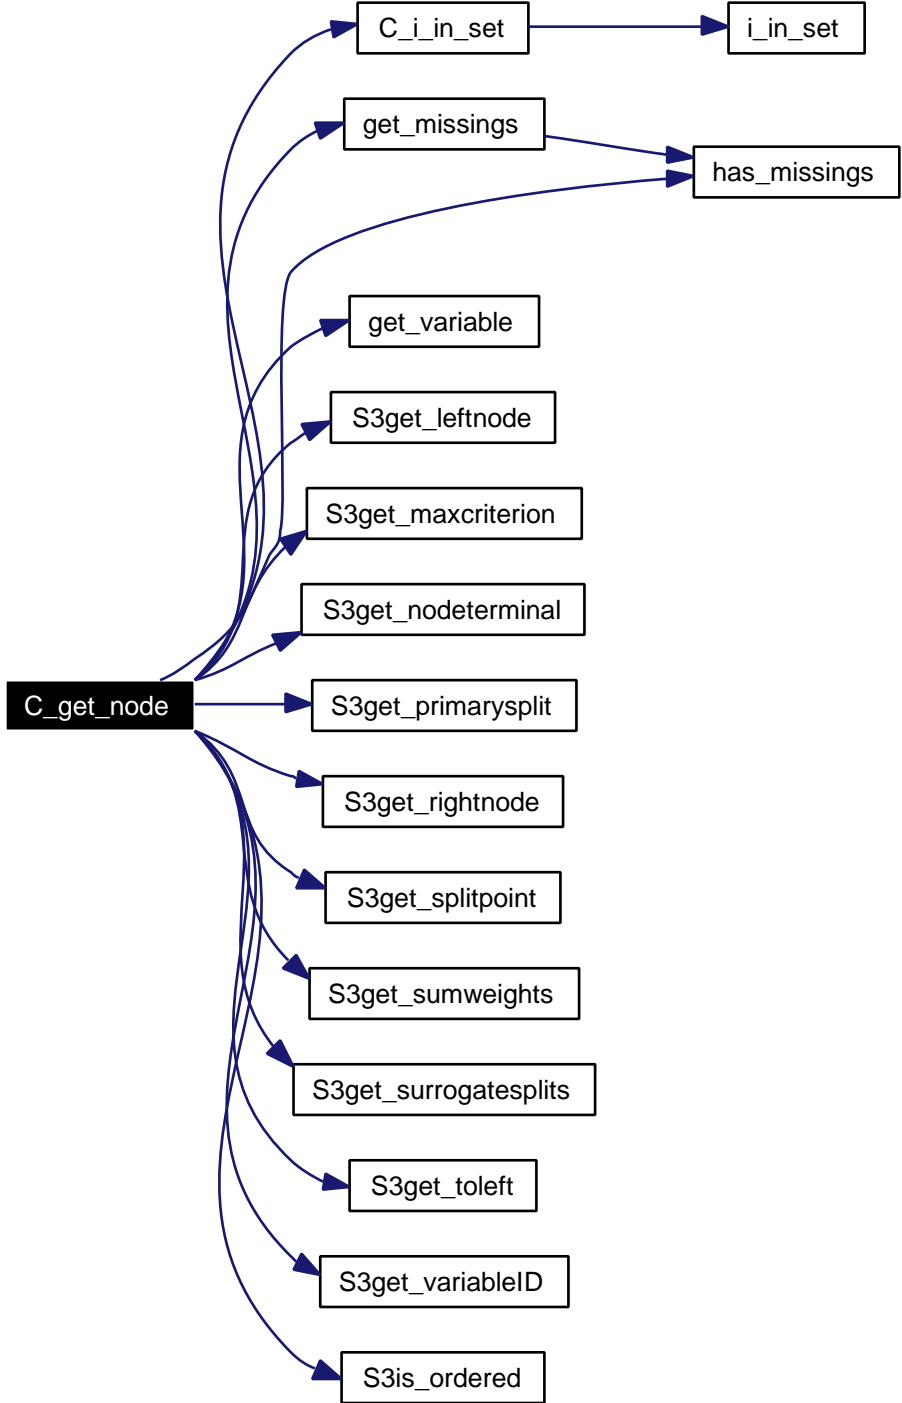 C_i_in_set
i_in_set
get_missings
has_missings
get_variable
S3get_leftnode
S3get_maxcriterion
S3get_nodeterminal
C_get_node
S3get_primarysplit
S3get_rightnode
S3get_splitpoint
S3get_sumweights
S3get_surrogatesplits
S3get_toleft
S3get_variableID
S3is_ordered